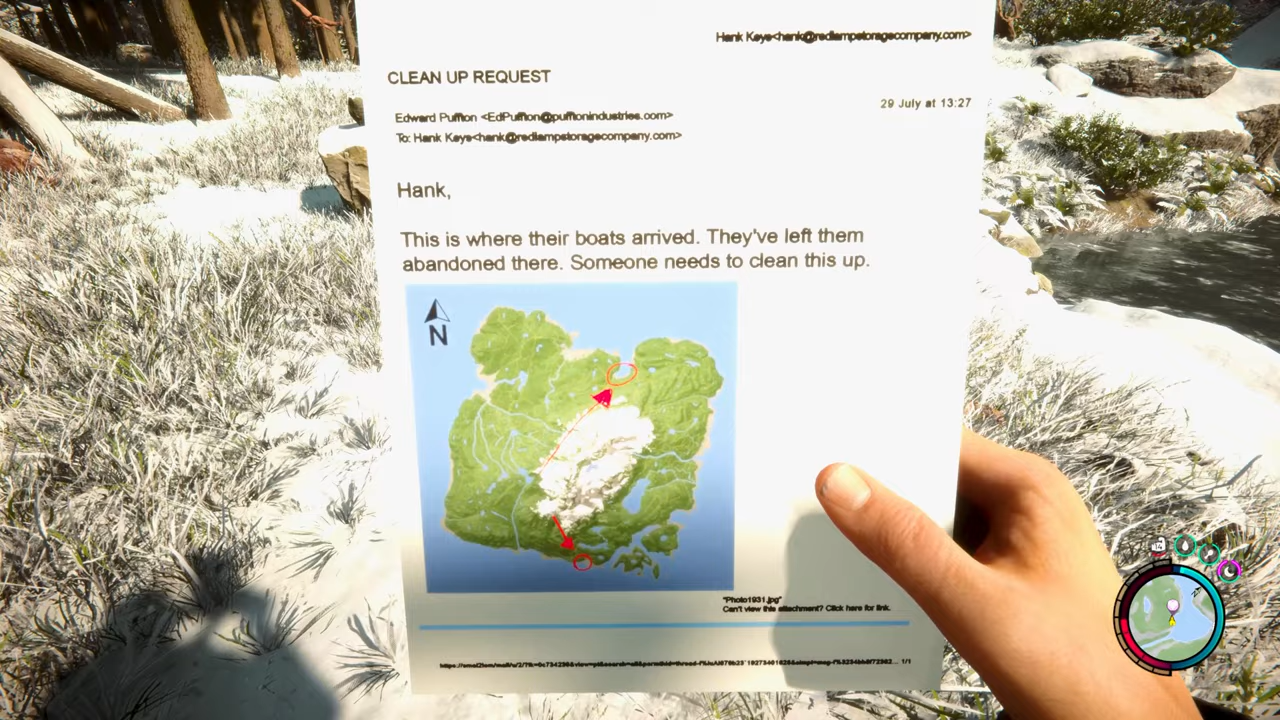 Hank Kaye<hank@redlampstoragecompany.com>
CLEAN UP REQUEST
29 July at 13:27
Edward Puffton <EdPuffton@pufftonindustries.com>
To: Hank Kaye<hank@redlampstoragecompany.com>
Hank,
This is where their boats arrived. They've left them
abandoned there. Someone needs to clean this up.
N
"Photo1931.jpg"
Can't view this attachment? Click here for link.
1/1